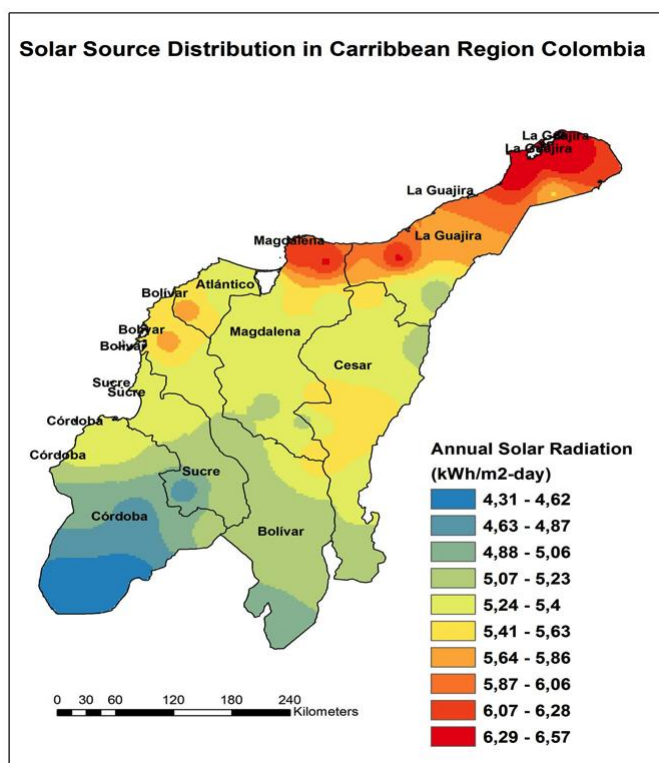 Solar Source Distribution in Carribbean Region Colombia
La Guajira
La Guajira
La Guajira
La Guajira
Magdalena
Atlántico
Bolívar
Bolívar
Bolívar
Magdalena
Cesar
Sucre
Sucre
Córdoba
Córdoba
Sucre
Córdoba
Bolívar
Annual Solar Radiation
(kWh/m2-day)
4,31 - 4,62
4,63 - 4,87
4,88 - 5,06
5,07 - 5,23
5,24 - 5,4
5,41 - 5,63
5,64 - 5,86
5,87 - 6,06
6,07 - 6,28
6,29 - 6,57
0 30 60 120 180 240
Kilometers